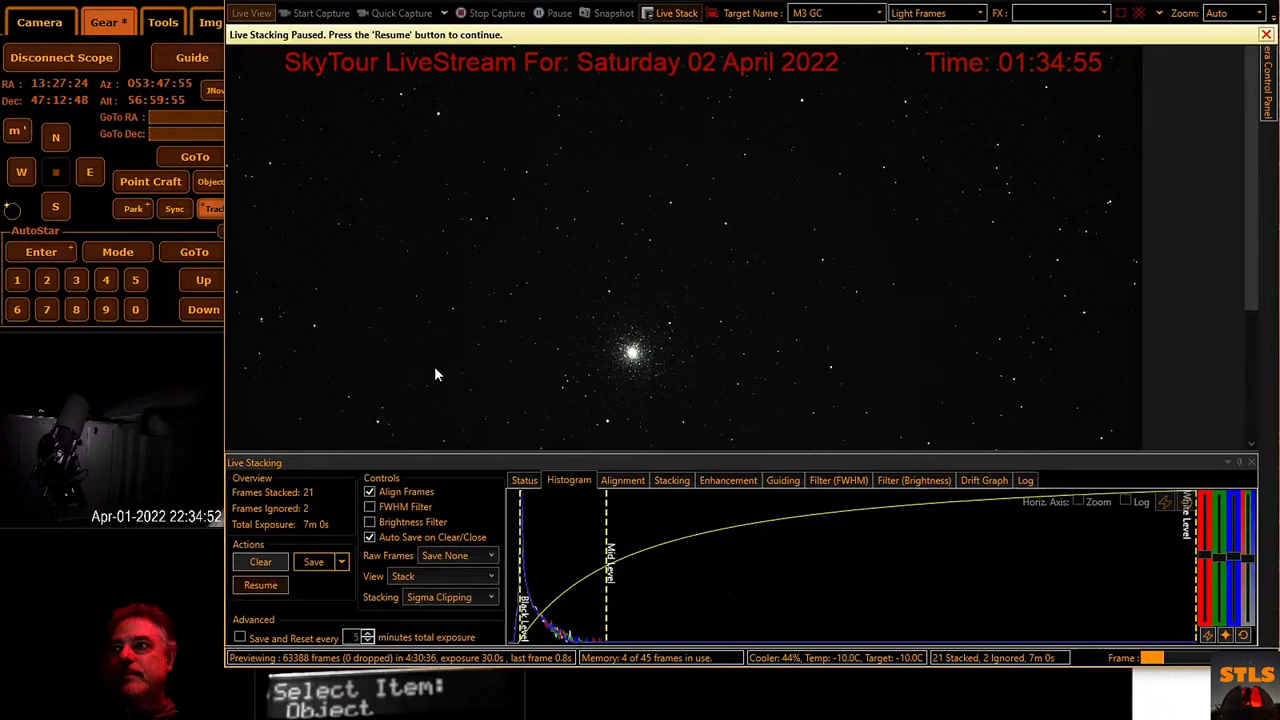 Camera Gear * Tools Img
Live View Start Capture Quick Capture Stop Capture Pause Snapshot Live Stack Target Name : M3 GC Light Frames FX : Zoom: Auto
Live Stacking Paused. Press the 'Resume' button to continue.
Disconnect Scope Guide
SkyTour LiveStream For: Saturday 02 April 2022 Time: 01:34:55
RA : 13:27:24 Az : 053:47:55
Dec: 47:12:48 Alt : 56:59:55 JNov
GoTo RA :
GoTo Dec:
m ' N
GoTo
W E
Point Craft Object
S Park + Sync Trac
AutoStar
Enter + Mode GoTo
1 2 3 4 5 Up
6 7 8 9 0 Down
era Control Panel
Live Stacking
Overview Controls
Status Histogram Alignment Stacking Enhancement Guiding Filter (FWHM) Filter (Brightness) Drift Graph Log
Frames Stacked: 21 Align Frames
Frames Ignored: 2 FWHM Filter
Total Exposure: 7m 0s Brightness Filter
Horiz. Axis: Zoom Log
Auto Save on Clear/Close
Actions
Raw Frames Save None
Clear Save
View Stack
Resume
Stacking Sigma Clipping
Black Level
Mid Level
White Level
Advanced
Save and Reset every 5 minutes total exposure
Apr-01-2022 22:34:52
Previewing : 63388 frames (0 dropped) in 4:30:36, exposure 30.0s , last frame 0.8s Memory: 4 of 45 frames in use. Cooler: 44%, Temp: -10.0C, Target: -10.0C 21 Stacked, 2 Ignored, 7m 0s Frame :
Select Item:
Object
STLS